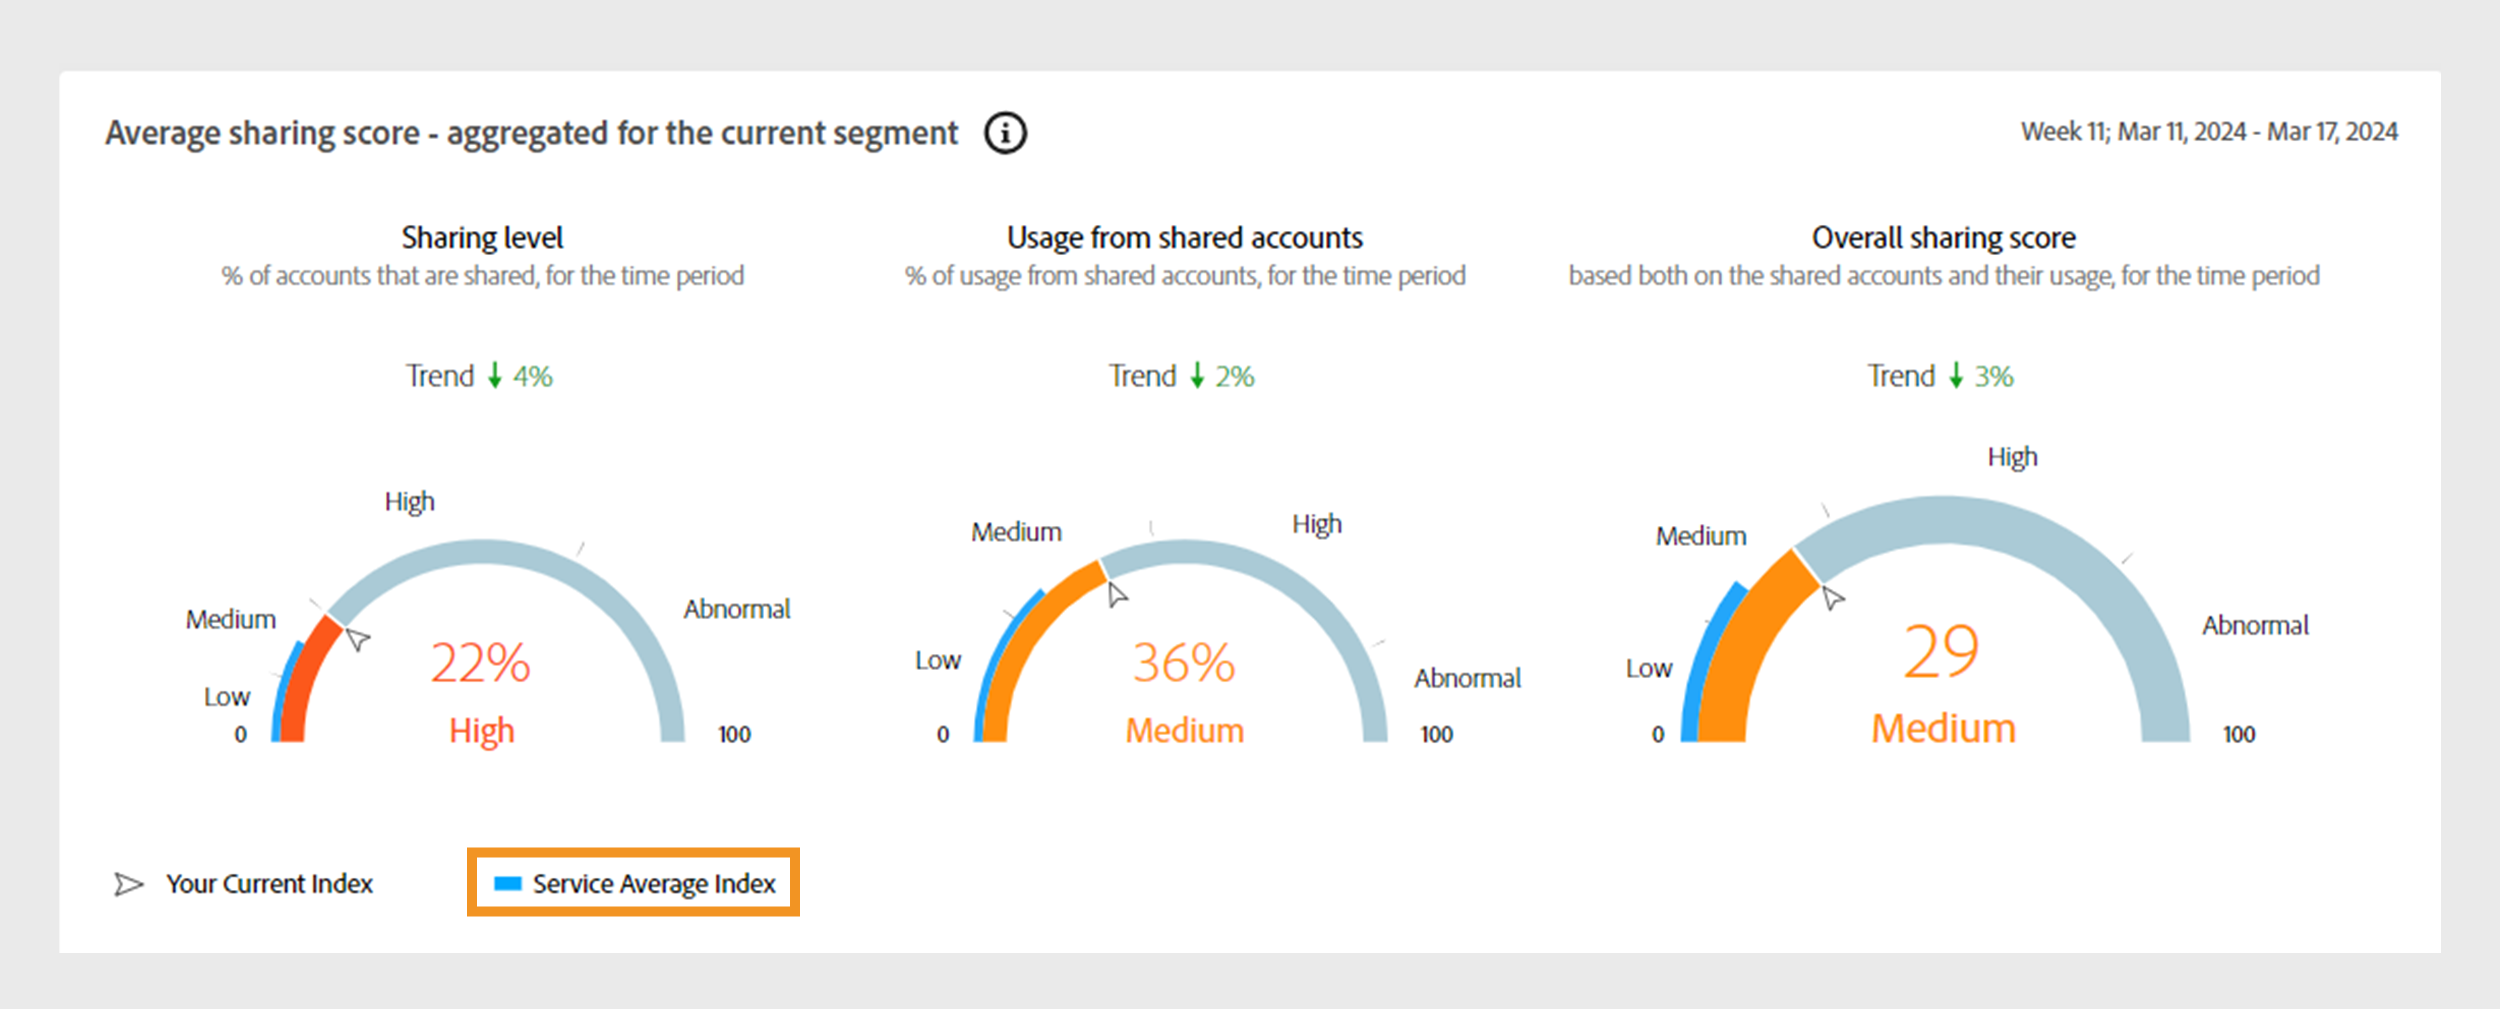 Average sharing score - aggregated for the current segment
Week 11; Mar 11, 2024 - Mar 17, 2024
Sharing level
% of accounts that are shared, for the time period
Trend ↓ 4%
High
Medium
Abnormal
Low
22%
High
0
100
Usage from shared accounts
% of usage from shared accounts, for the time period
Trend ↓ 2%
Medium
High
Low
Abnormal
36%
Medium
0
100
Overall sharing score
based both on the shared accounts and their usage, for the time period
Trend ↓ 3%
High
Medium
Abnormal
Low
29
Medium
0
100
Your Current Index
Service Average Index